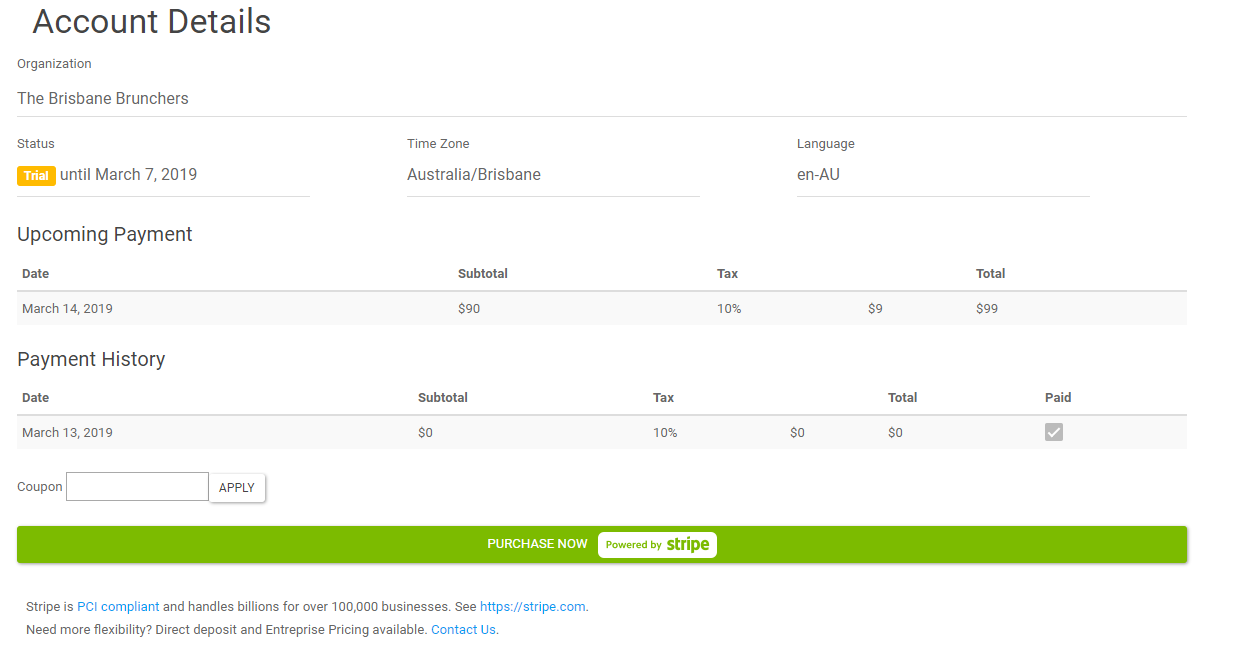 Account Details
Organization
The Brisbane Brunchers
Status Time Zone Language
Trial until March 7, 2019 Australia/Brisbane en-AU
Upcoming Payment
Date Subtotal Tax Total
March 14, 2019 $90 10% $9 $99
Payment History
Date Subtotal Tax Total Paid
March 13, 2019 $0 10% $0 $0
Coupon APPLY
PURCHASE NOW Powered by stripe
Stripe is PCI compliant and handles billions for over 100,000 businesses. See https://stripe.com.
Need more flexibility? Direct deposit and Entreprise Pricing available. Contact Us.